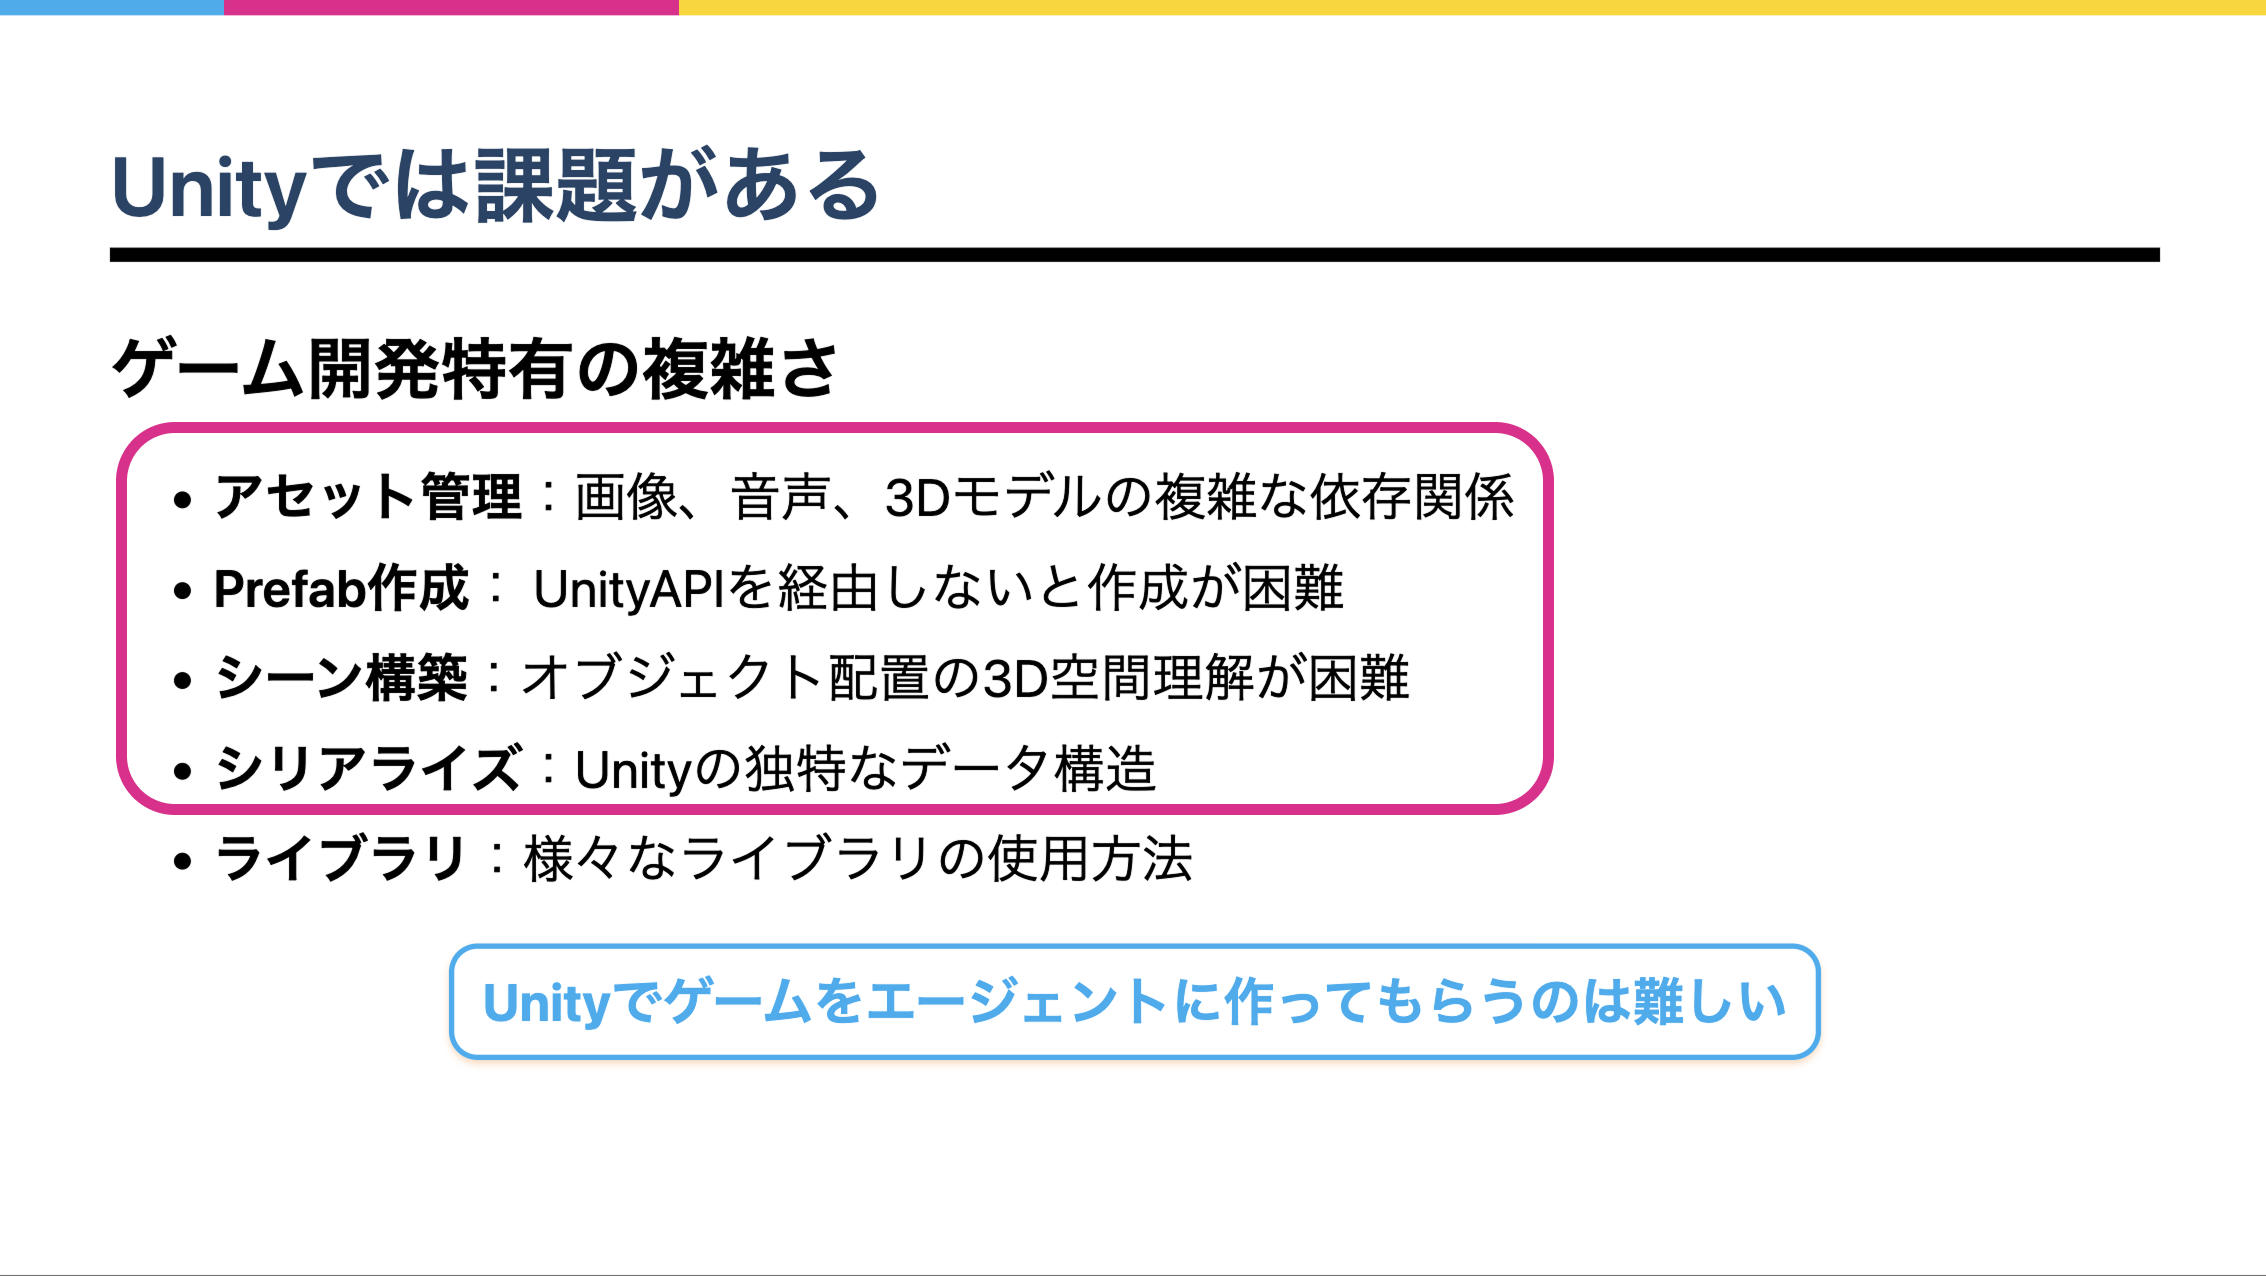 Unityでは課題がある
ゲーム開発特有の複雑さ
• アセット管理：画像、音声、3Dモデルの複雑な依存関係
• Prefab作成： UnityAPIを経由しないと作成が困難
• シーン構築：オブジェクト配置の3D空間理解が困難
• シリアライズ：Unityの独特なデータ構造
• ライブラリ：様々なライブラリの使用方法
Unityでゲームをエージェントに作ってもらうのは難しい